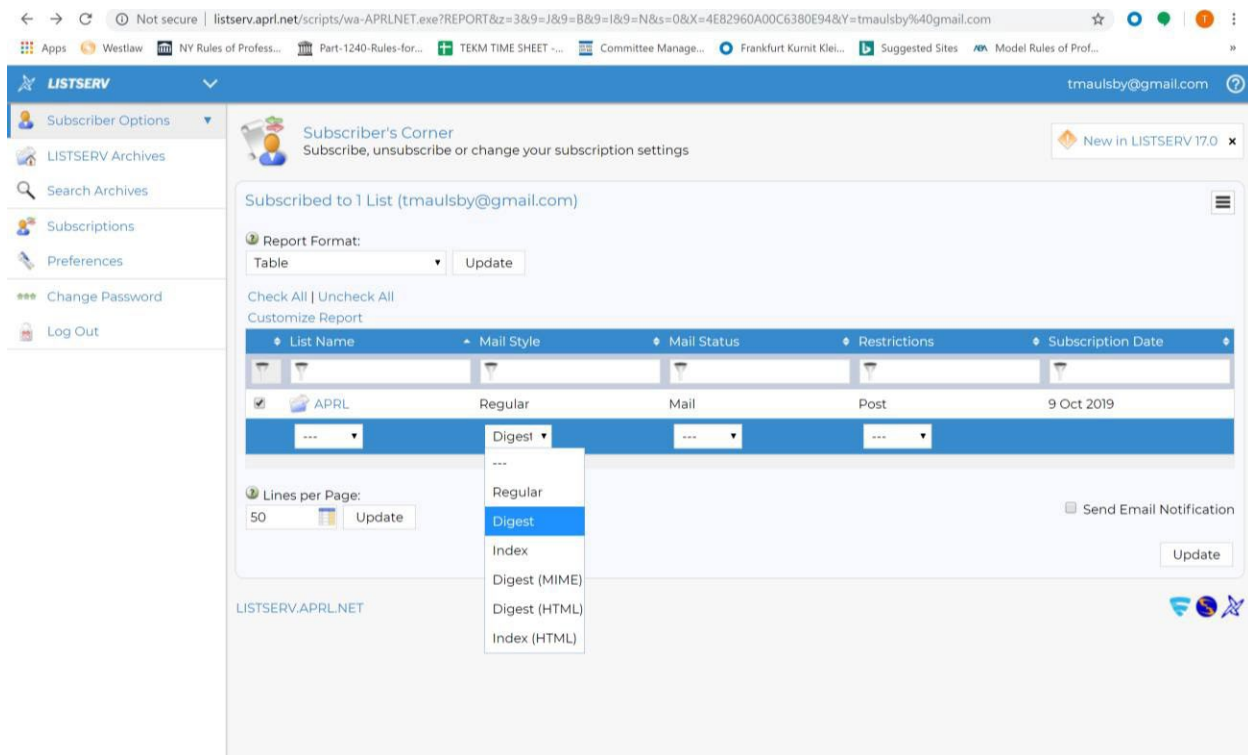 Not secure | listserv.aprl.net/scripts/wa-APRLNET.exe?REPORT&z=3&9=J&9=B&9=I&9=N&s=0&X=4E82960A00C6380E94&Y=tmaulsby%40gmail.com T
Apps Westlaw NY Rules of Profess... Part-1240-Rules-for... TEKM TIME SHEET -... Committee Manage... Frankfurt Kurnit Klei... Suggested Sites Model Rules of Prof... »
LISTSERV tmaulsby@gmail.com ?
Subscriber Options
LISTSERV Archives
Search Archives
Subscriptions
Preferences
Change Password
Log Out
Subscriber's Corner
Subscribe, unsubscribe or change your subscription settings
New in LISTSERV 17.0 x
Subscribed to 1 List (tmaulsby@gmail.com)
Report Format:
Table Update
Check All | Uncheck All
Customize Report
List Name Mail Style Mail Status Restrictions Subscription Date
APRL Regular Mail Post 9 Oct 2019
--- Digest --- ---
---
Regular
Digest
Index
Digest (MIME)
Digest (HTML)
Index (HTML)
Lines per Page:
50 Update
Send Email Notification
Update
LISTSERV.APRL.NET